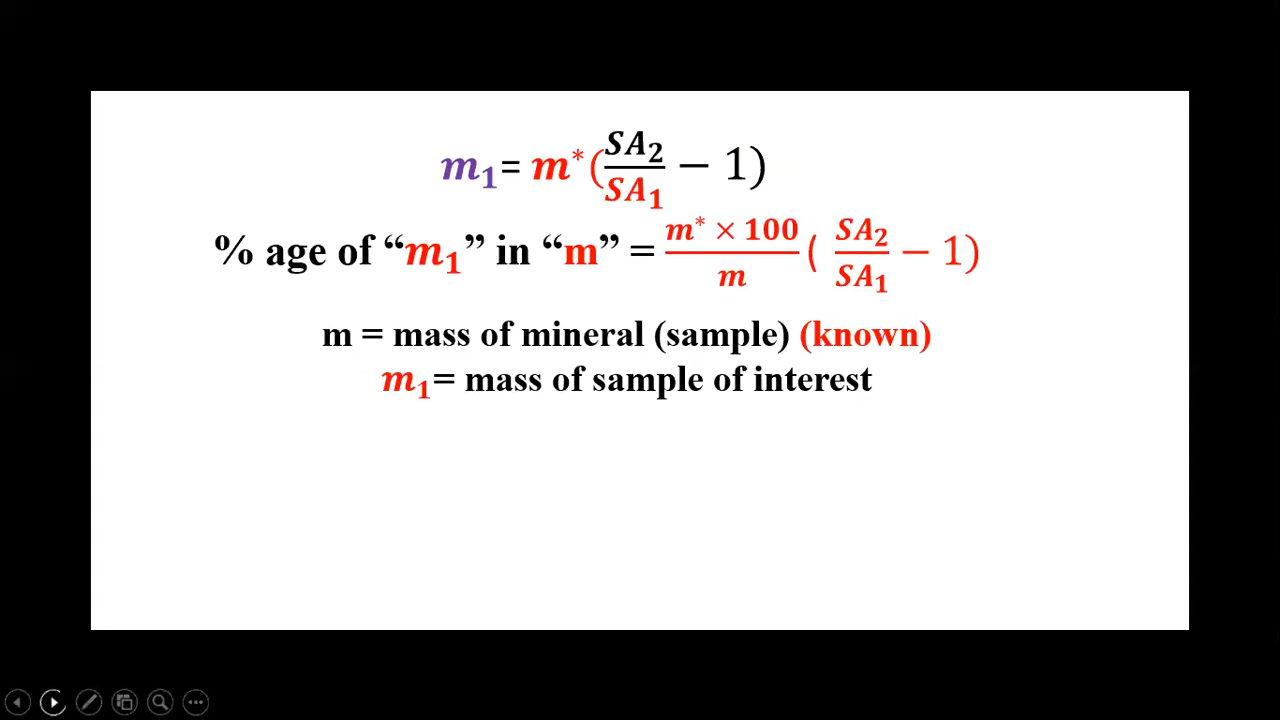 m₁= m*(SA₂/SA₁ − 1)
% age of “m₁” in “m” = m* × 100/m ( SA₂/SA₁ − 1)
m = mass of mineral (sample) (known)
m₁= mass of sample of interest